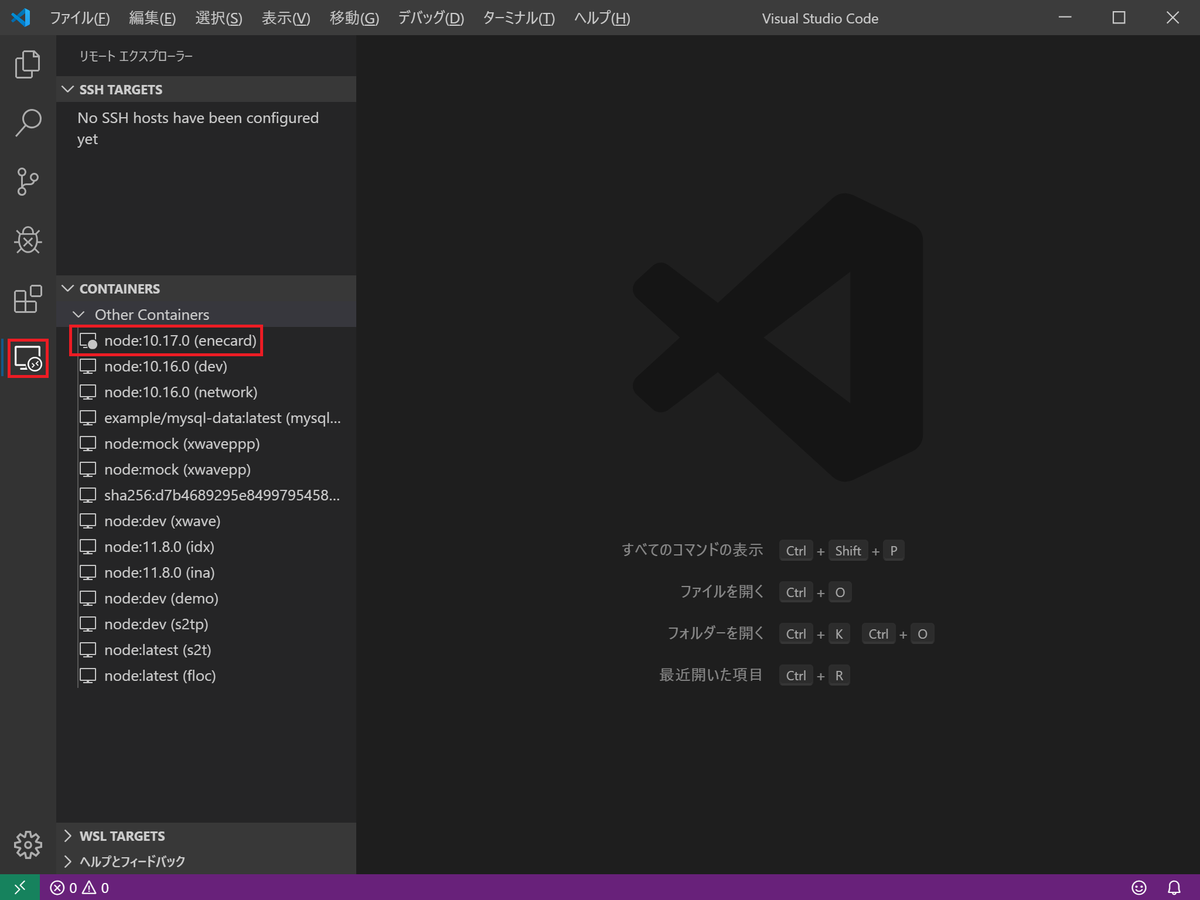 ファイル(F) 編集(E) 選択(S) 表示(V) 移動(G) デバッグ(D) ターミナル(T) ヘルプ(H) Visual Studio Code
リモート エクスプローラー
SSH TARGETS
No SSH hosts have been configured
yet
CONTAINERS
Other Containers
node:10.17.0 (enecard)
node:10.16.0 (dev)
node:10.16.0 (network)
example/mysql-data:latest (mysql...
node:mock (xwaveppp)
node:mock (xwavepp)
sha256:d7b4689295e8499795458...
node:dev (xwave)
node:11.8.0 (idx)
node:11.8.0 (ina)
node:dev (demo)
node:dev (s2tp)
node:latest (s2t)
node:latest (floc)
WSL TARGETS
ヘルプとフィードバック
すべてのコマンドの表示 Ctrl + Shift + P
ファイルを開く Ctrl + O
フォルダーを開く Ctrl + K Ctrl + O
最近開いた項目 Ctrl + R
0 0